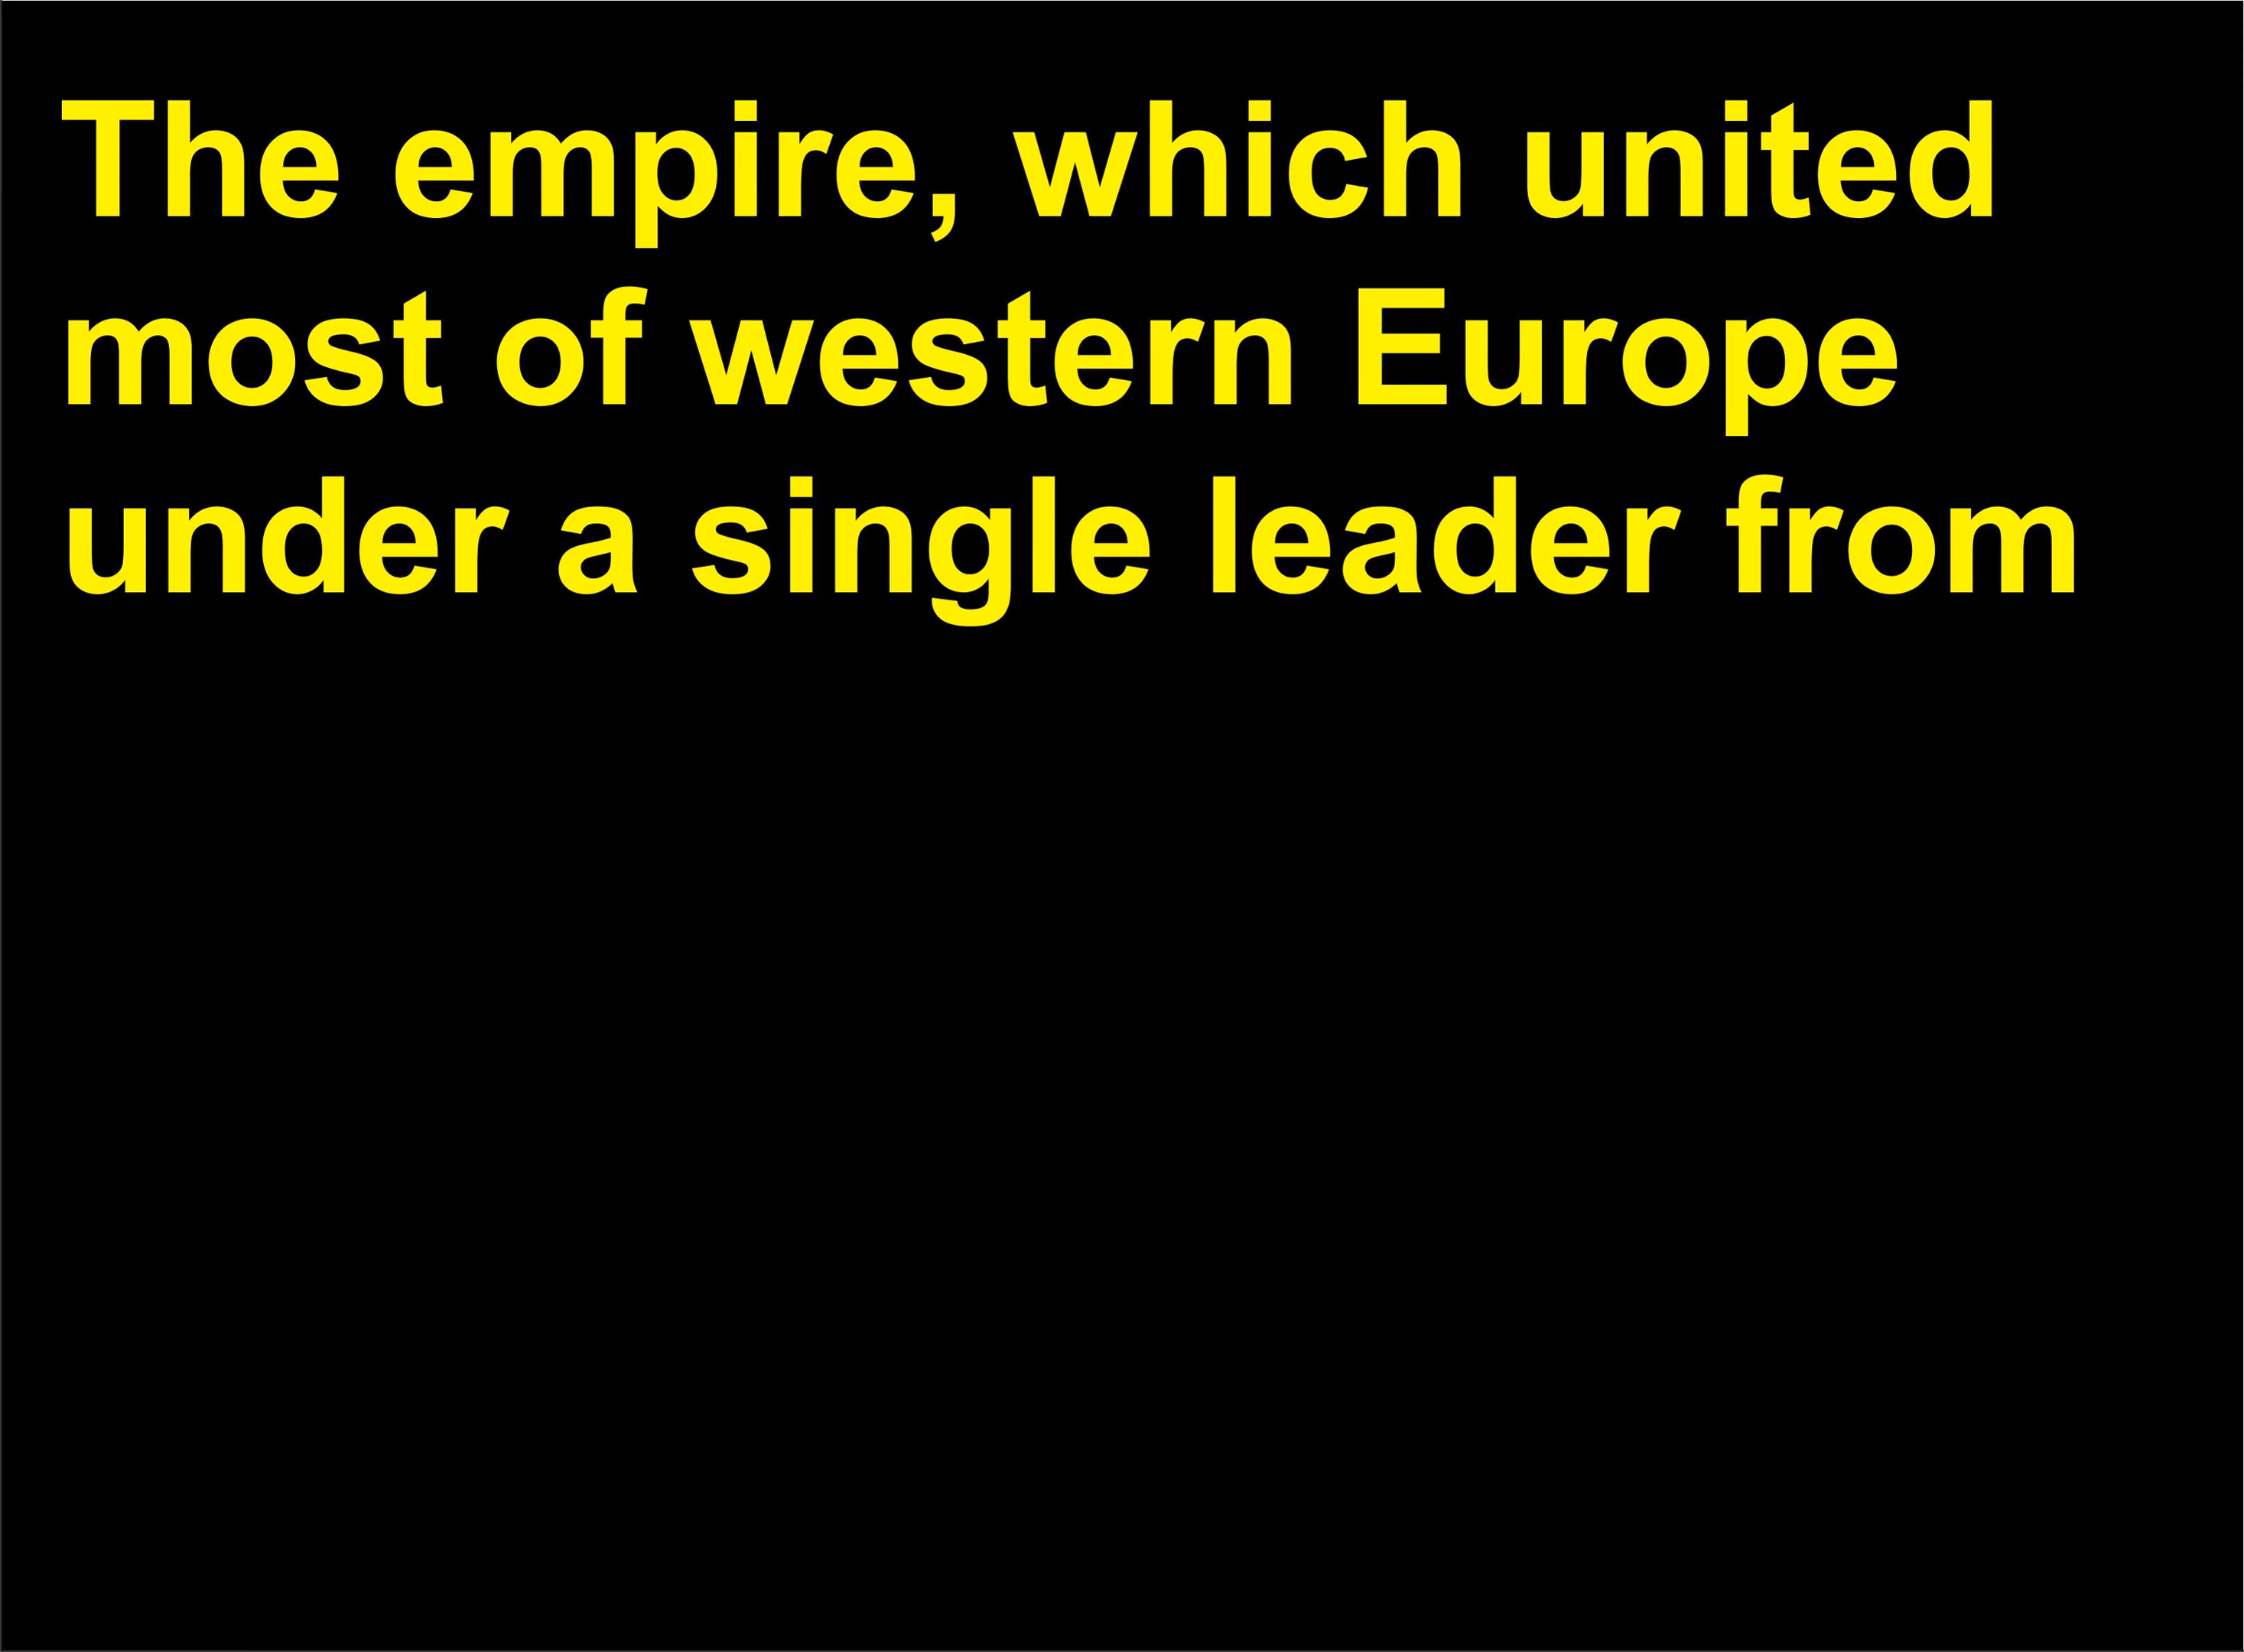 The empire, which united
most of western Europe
under a single leader from